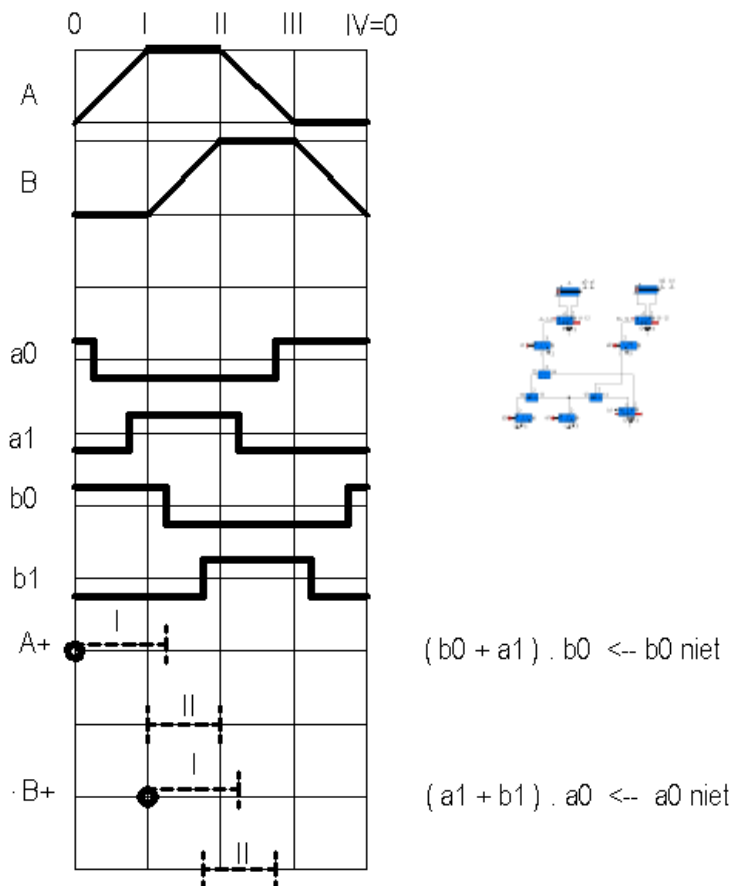 0 I II III IV=0
A
B
a0
a1
b0
b1
I
A+
( b0 + a1 ) . b0 <-- b0 niet
II
I
· B+
( a1 + b1 ) . a0 <-- a0 niet
II